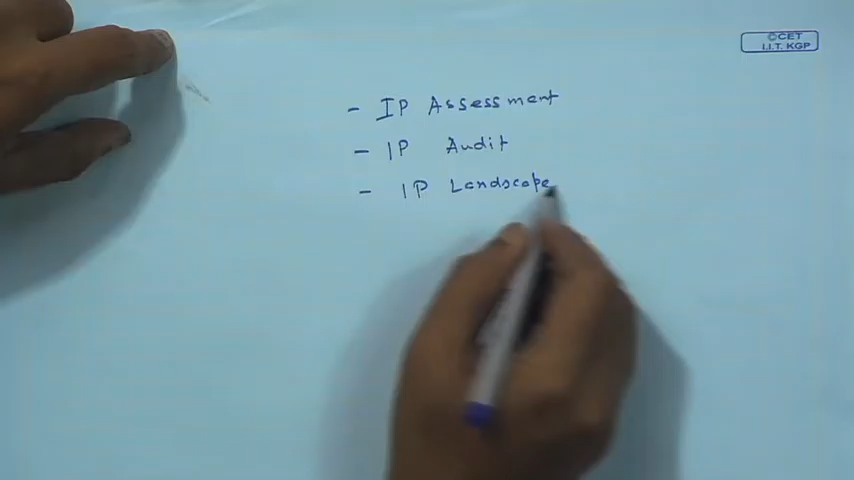 ©CET
I.I.T. KGP
- IP Assessment
- IP Audit
- IP Landscape